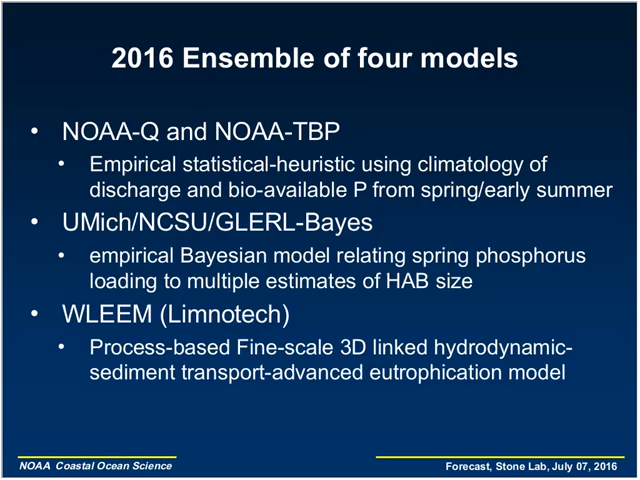 2016 Ensemble of four models
• NOAA-Q and NOAA-TBP
• Empirical statistical-heuristic using climatology of
discharge and bio-available P from spring/early summer
• UMich/NCSU/GLERL-Bayes
• empirical Bayesian model relating spring phosphorus
loading to multiple estimates of HAB size
• WLEEM (Limnotech)
• Process-based Fine-scale 3D linked hydrodynamic-
sediment transport-advanced eutrophication model
NOAA Coastal Ocean Science
Forecast, Stone Lab, July 07, 2016